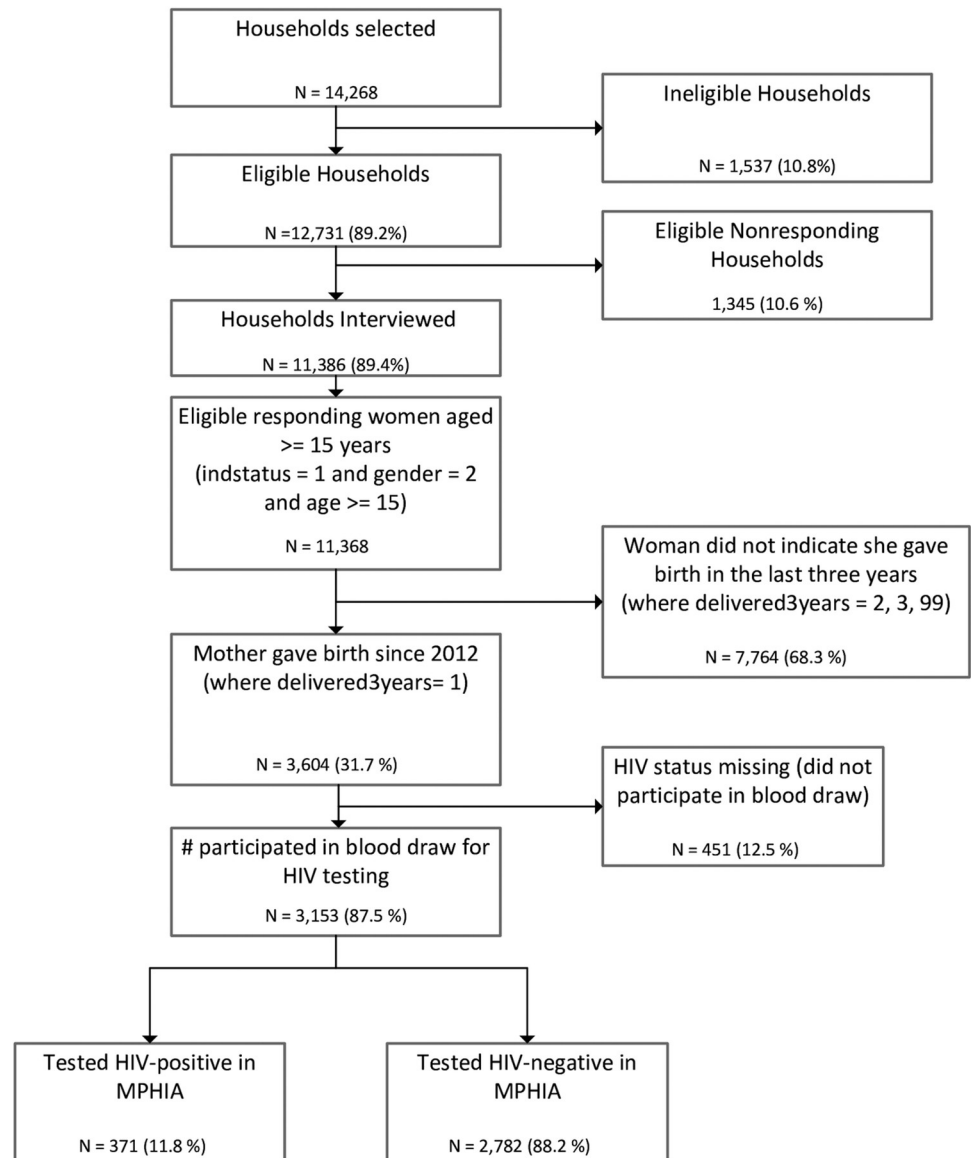 Households selected
N = 14,268
Ineligible Households
N = 1,537 (10.8%)
Eligible Households
N =12,731 (89.2%)
Eligible Nonresponding
Households
1,345 (10.6 %)
Households Interviewed
N = 11,386 (89.4%)
Eligible responding women aged
>= 15 years
(indstatus = 1 and gender = 2
and age >= 15)
N = 11,368
Woman did not indicate she gave
birth in the last three years
(where delivered3years = 2, 3, 99)
N = 7,764 (68.3 %)
Mother gave birth since 2012
(where delivered3years= 1)
N = 3,604 (31.7 %)
HIV status missing (did not
participate in blood draw)
N = 451 (12.5 %)
# participated in blood draw for
HIV testing
N = 3,153 (87.5 %)
Tested HIV-positive in
MPHIA
N = 371 (11.8 %)
Tested HIV-negative in
MPHIA
N = 2,782 (88.2 %)